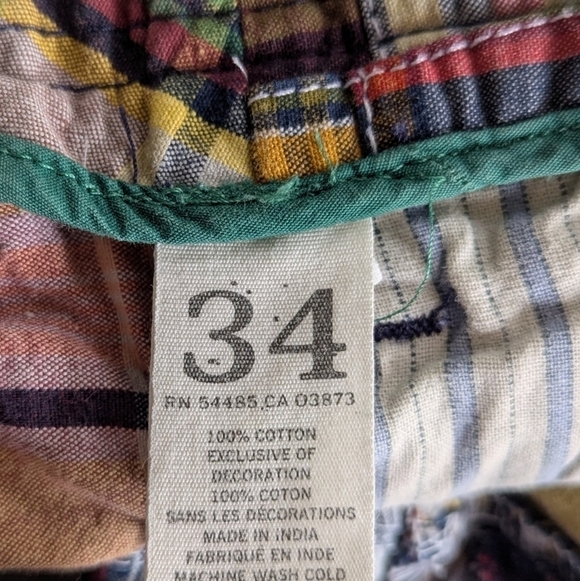 34
RN 54485,CA 03873
100% COTTON
EXCLUSIVE OF
DECORATION
100% COTON
SANS LES DÉCORATIONS
MADE IN INDIA
FABRIQUÉ EN INDE
MACHINE WASH COLD